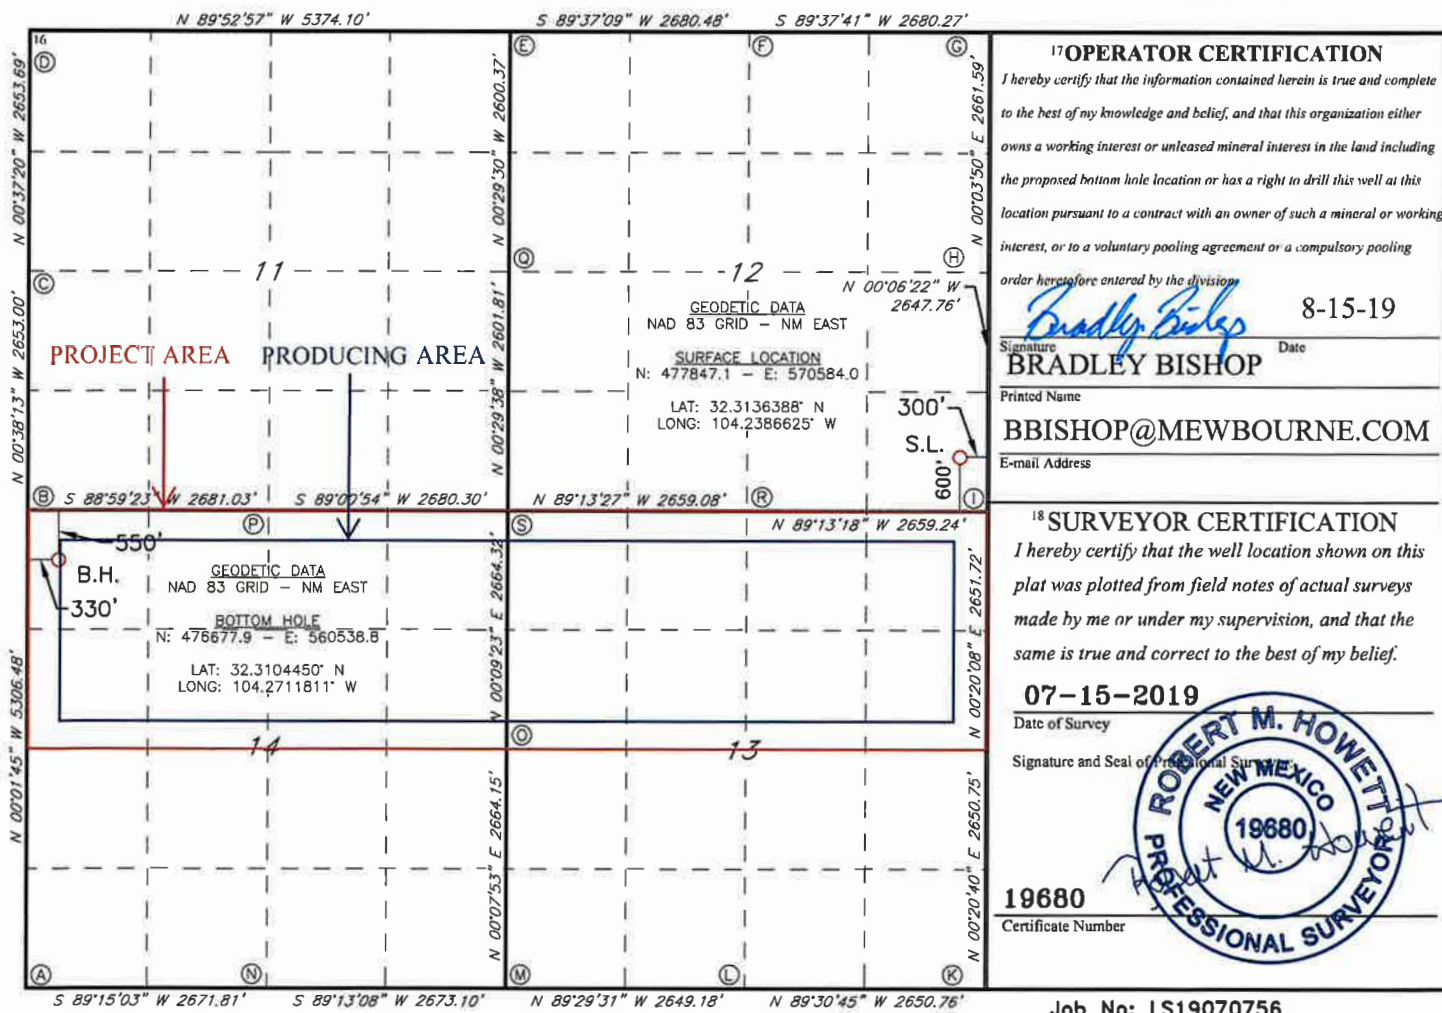 N 89°52'57" W 5374.10'
S 89°37'09" W 2680.48'
S 89°37'41" W 2680.27'
16
D
E
F
G
N 00°37'20" W 2653.69'
N 00°29'30" W 2600.37'
N 00°03'50" E 2661.59'
C
11
Q
12
H
N 00°06'22" W
2647.76'
GEODETIC DATA
NAD 83 GRID - NM EAST
SURFACE LOCATION
N: 477847.1 - E: 570584.0
LAT: 32.3136388° N
LONG: 104.2386625° W
N 00°38'13" W 2653.00'
N 00°29'38" W 2601.81'
PROJECT AREA
PRODUCING AREA
300'
S.L.
600'
B
S 88°59'23" W 2681.03'
S 89°00'54" W 2680.30'
N 89°13'27" W 2659.08'
R
I
P
S
N 89°13'18" W 2659.24'
550'
B.H.
330'
GEODETIC DATA
NAD 83 GRID - NM EAST
BOTTOM HOLE
N: 476677.9 - E: 560538.8
LAT: 32.3104450° N
LONG: 104.2711811° W
N 00°01'45" W 5306.48'
N 00°09'23" E 2664.32'
N 00°20'08" E 2651.72'
14
O
13
N 00°07'53" E 2664.15'
N 00°20'40" E 2650.75'
A
N
M
L
K
S 89°15'03" W 2671.81'
S 89°13'08" W 2673.10'
N 89°29'31" W 2649.18'
N 89°30'45" W 2650.76'
17 OPERATOR CERTIFICATION
I hereby certify that the information contained herein is true and complete
to the best of my knowledge and belief, and that this organization either
owns a working interest or unleased mineral interest in the land including
the proposed bottom hole location or has a right to drill this well at this
location pursuant to a contract with an owner of such a mineral or working
interest, or to a voluntary pooling agreement or a compulsory pooling
order heretofore entered by the division.
Bradley Bishop
8-15-19
Signature
Date
BRADLEY BISHOP
Printed Name
BBISHOP@MEWBOURNE.COM
E-mail Address
18 SURVEYOR CERTIFICATION
I hereby certify that the well location shown on this
plat was plotted from field notes of actual surveys
made by me or under my supervision, and that the
same is true and correct to the best of my belief.
07-15-2019
Date of Survey
Signature and Seal of Professional Surveyor:
ROBERT M. HOWETT
NEW MEXICO
19680
PROFESSIONAL SURVEYOR
Robert M. Howett
19680
Certificate Number
Job No: LS19070756